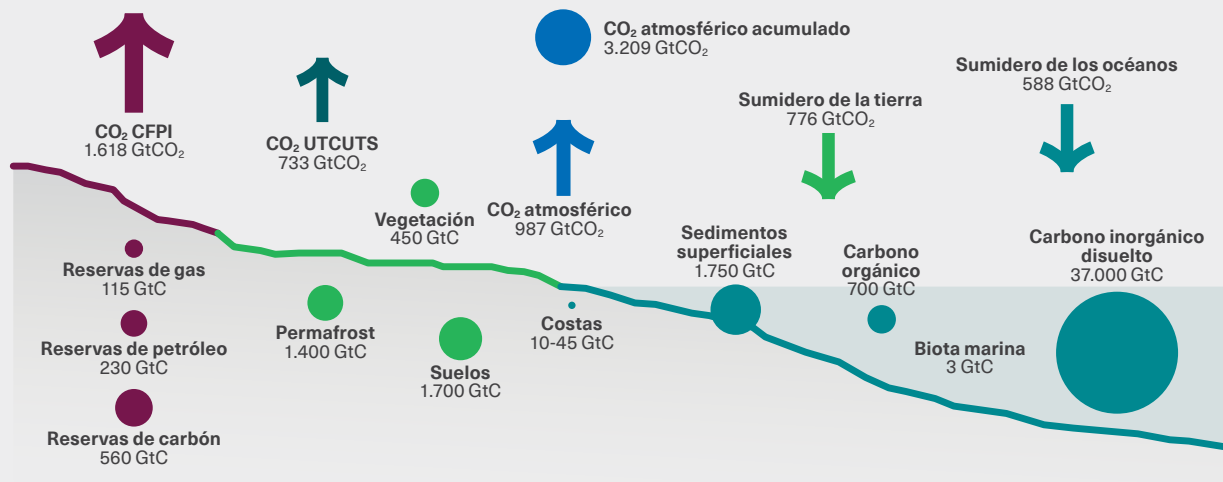 CO₂ CFPI
1.618 GtCO₂
CO₂ UTCUTS
733 GtCO₂
CO₂ atmosférico acumulado
3.209 GtCO₂
CO₂ atmosférico
987 GtCO₂
Sumidero de la tierra
776 GtCO₂
Sumidero de los océanos
588 GtCO₂
Reservas de gas
115 GtC
Reservas de petróleo
230 GtC
Reservas de carbón
560 GtC
Vegetación
450 GtC
Permafrost
1.400 GtC
Suelos
1.700 GtC
Costas
10-45 GtC
Sedimentos
superficiales
1.750 GtC
Carbono
orgánico
700 GtC
Biota marina
3 GtC
Carbono inorgánico
disuelto
37.000 GtC